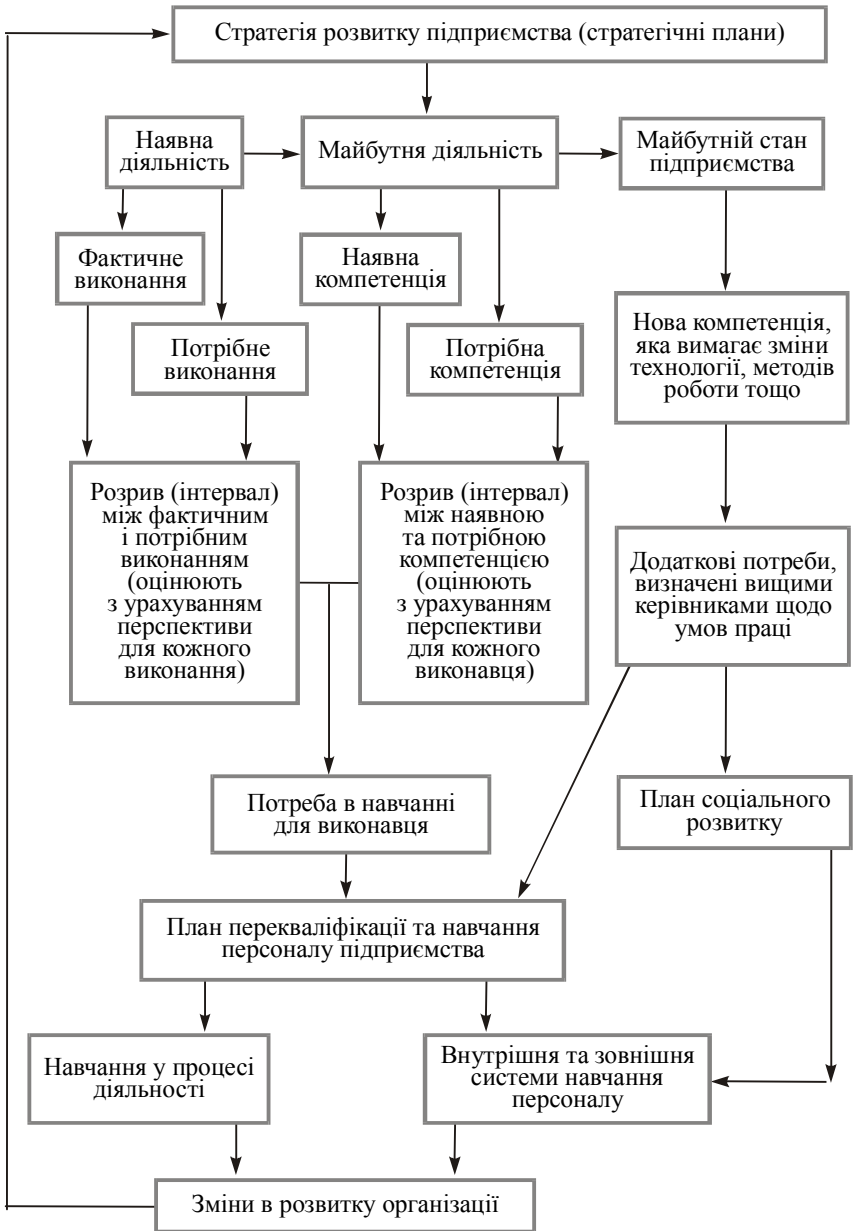 Стратегія розвитку підприємства (стратегічні плани)
Наявна
діяльність
Майбутня діяльність
Майбутній стан
підприємства
Фактичне
виконання
Наявна
компетенція
Потрібне
виконання
Потрібна
компетенція
Нова компетенція,
яка вимагає зміни
технології, методів
роботи тощо
Розрив (інтервал)
між фактичним
і потрібним
виконанням
(оцінюють
з урахуванням
перспективи
для кожного
виконання)
Розрив (інтервал)
між наявною
та потрібною
компетенцією
(оцінюють
з урахуванням
перспективи
для кожного
виконавця)
Додаткові потреби,
визначені вищими
керівниками щодо
умов праці
Потреба в навчанні
для виконавця
План соціального
розвитку
План перекваліфікації та навчання
персоналу підприємства
Навчання у процесі
діяльності
Внутрішня та зовнішня
системи навчання
персоналу
Зміни в розвитку організації